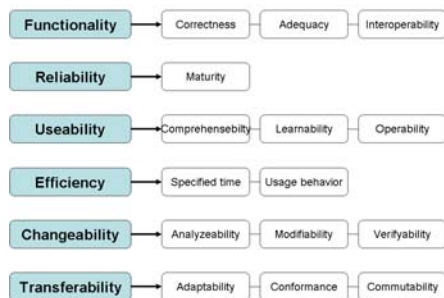 Functionality Correctness Adequacy Interoperability
Reliability Maturity
Useability Comprehensebilty Learnability Operability
Efficiency Specified time Usage behavior
Changeability Analyzeability Modifiability Verifyability
Transferability Adaptability Conformance Commutability